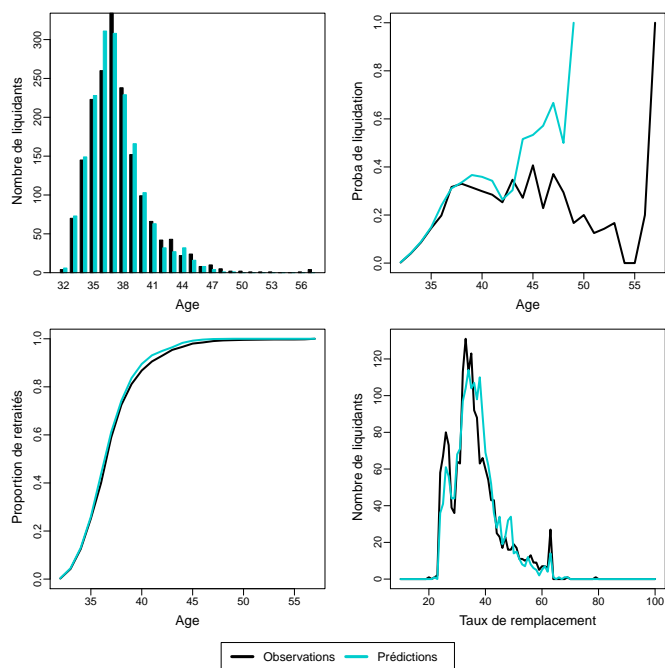 Nombre de liquidants
0 50 100 150 200 250 300
32 35 38 41 44 47 50 53 56
Age
Proba de liquidation
0.0 0.2 0.4 0.6 0.8 1.0
35 40 45 50 55
Age
Proportion de retraités
0.0 0.2 0.4 0.6 0.8 1.0
35 40 45 50 55
Age
Nombre de liquidants
0 20 40 60 80 120
20 40 60 80 100
Taux de remplacement
Observations Prédictions